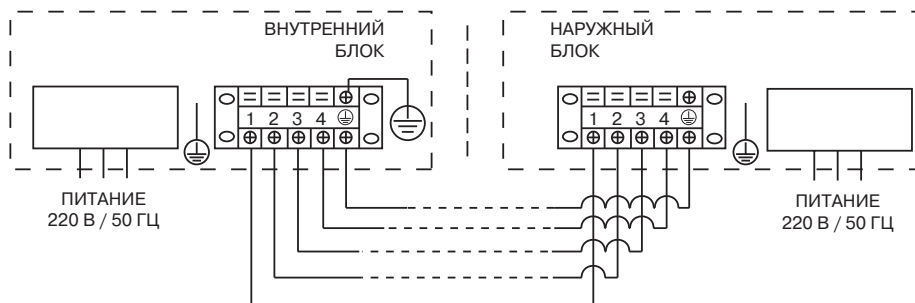 ВНУТРЕННИЙ
БЛОК
НАРУЖНЫЙ
БЛОК
1 2 3 4
1 2 3 4
ПИТАНИЕ
220 В / 50 ГЦ
ПИТАНИЕ
220 В / 50 ГЦ